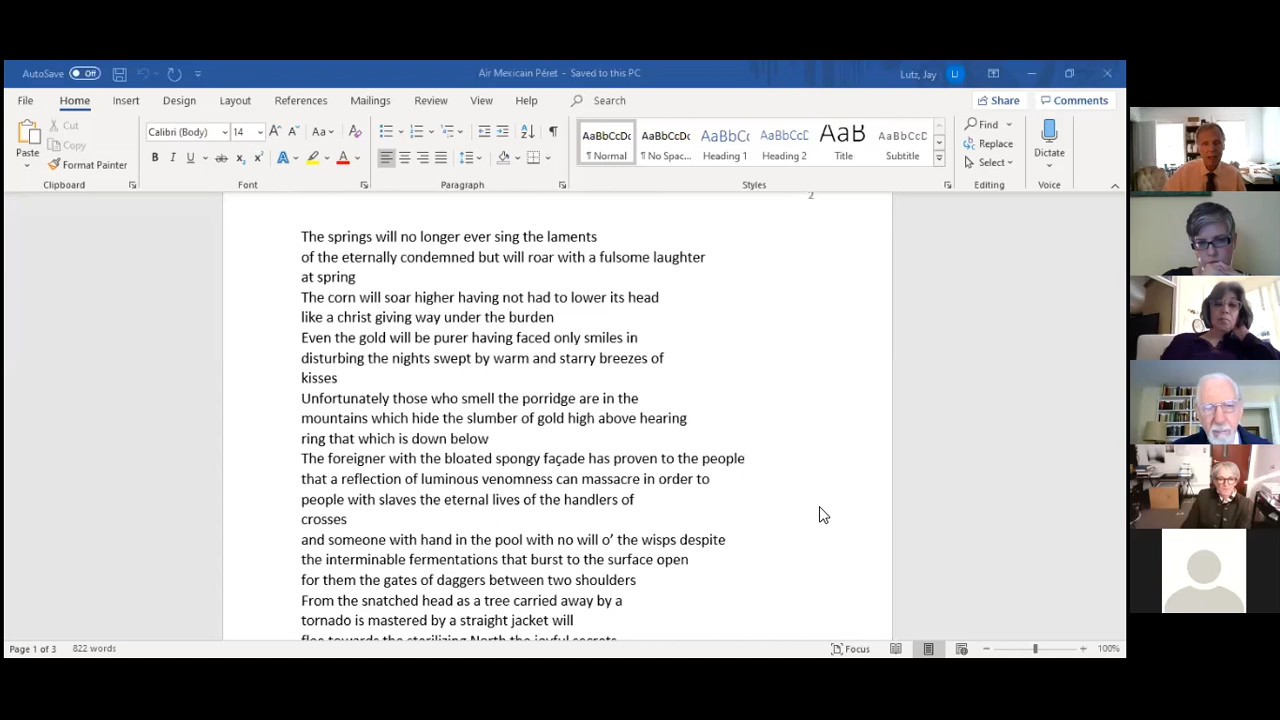 AutoSave Off
Air Mexicain Péret - Saved to this PC
Lutz, Jay
LJ
File Home Insert Design Layout References Mailings Review View Help Search
Share Comments
Paste
Cut
Copy
Format Painter
Clipboard
Calibri (Body) 14
Font
Paragraph
AaBbCcDc AaBbCcDc AaBbCc AaBbCcD AaB AaBbCcD
¶ Normal ¶ No Spac... Heading 1 Heading 2 Title Subtitle
Styles
Find
Replace
Select
Editing
Dictate
Voice
2
The springs will no longer ever sing the laments
of the eternally condemned but will roar with a fulsome laughter
at spring
The corn will soar higher having not had to lower its head
like a christ giving way under the burden
Even the gold will be purer having faced only smiles in
disturbing the nights swept by warm and starry breezes of
kisses
Unfortunately those who smell the porridge are in the
mountains which hide the slumber of gold high above hearing
ring that which is down below
The foreigner with the bloated spongy façade has proven to the people
that a reflection of luminous venomness can massacre in order to
people with slaves the eternal lives of the handlers of
crosses
and someone with hand in the pool with no will o’ the wisps despite
the interminable fermentations that burst to the surface open
for them the gates of daggers between two shoulders
From the snatched head as a tree carried away by a
tornado is mastered by a straight jacket will
flee towards the sterilizing North the joyful secrets
Page 1 of 3 822 words
Focus
100%